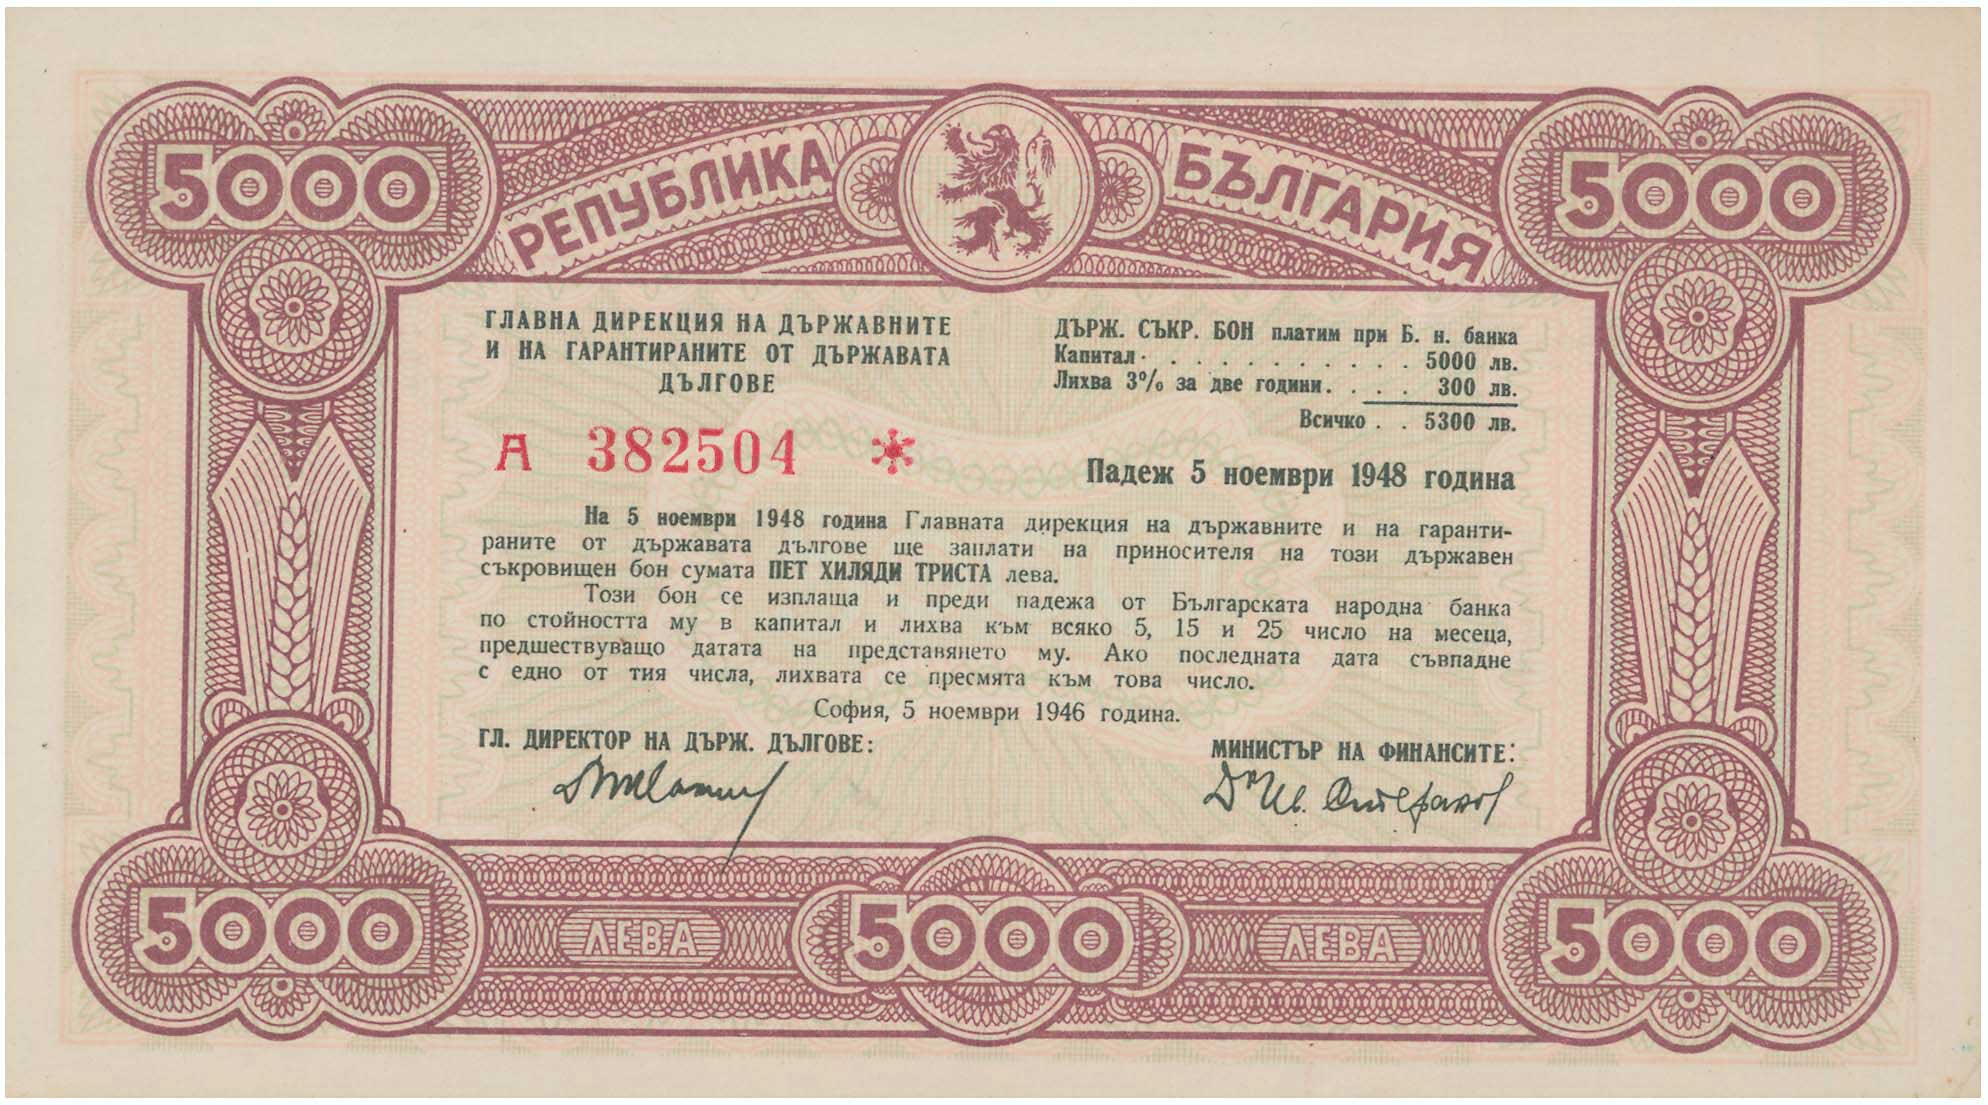 5000
РЕПУБЛИКА БЪЛГАРИЯ
5000
ГЛАВНА ДИРЕКЦИЯ НА ДЪРЖАВНИТЕ
И НА ГАРАНТИРАНИТЕ ОТ ДЪРЖАВАТА
ДЪЛГОВЕ
ДЪРЖ. СЪКР. БОН платим при Б. н. банка
Капитал . . . . . . . . . . . 5000 лв.
Лихва 3% за две години. . . . 300 лв.
Всичко . . 5300 лв.
А 382504 *
Падеж 5 ноември 1948 година
На 5 ноември 1948 година Главната дирекция на държавните и на гаранти-
раните от държавата дългове ще заплати на приносителя на този държавен
съкровищен бон сумата ПЕТ ХИЛЯДИ ТРИСТА лева.
Този бон се изплаща и преди падежа от Българската народна банка
по стойността му в капитал и лихва към всяко 5, 15 и 25 число на месеца,
предшествуващо датата на представянето му. Ако последната дата съвпадне
с едно от тия числа, лихвата се пресмята към това число.
София, 5 ноември 1946 година.
ГЛ. ДИРЕКТОР НА ДЪРЖ. ДЪЛГОВЕ:
МИНИСТЪР НА ФИНАНСИТЕ:
Д-р Ив. Стефанов
5000
ЛЕВА
5000
ЛЕВА
5000